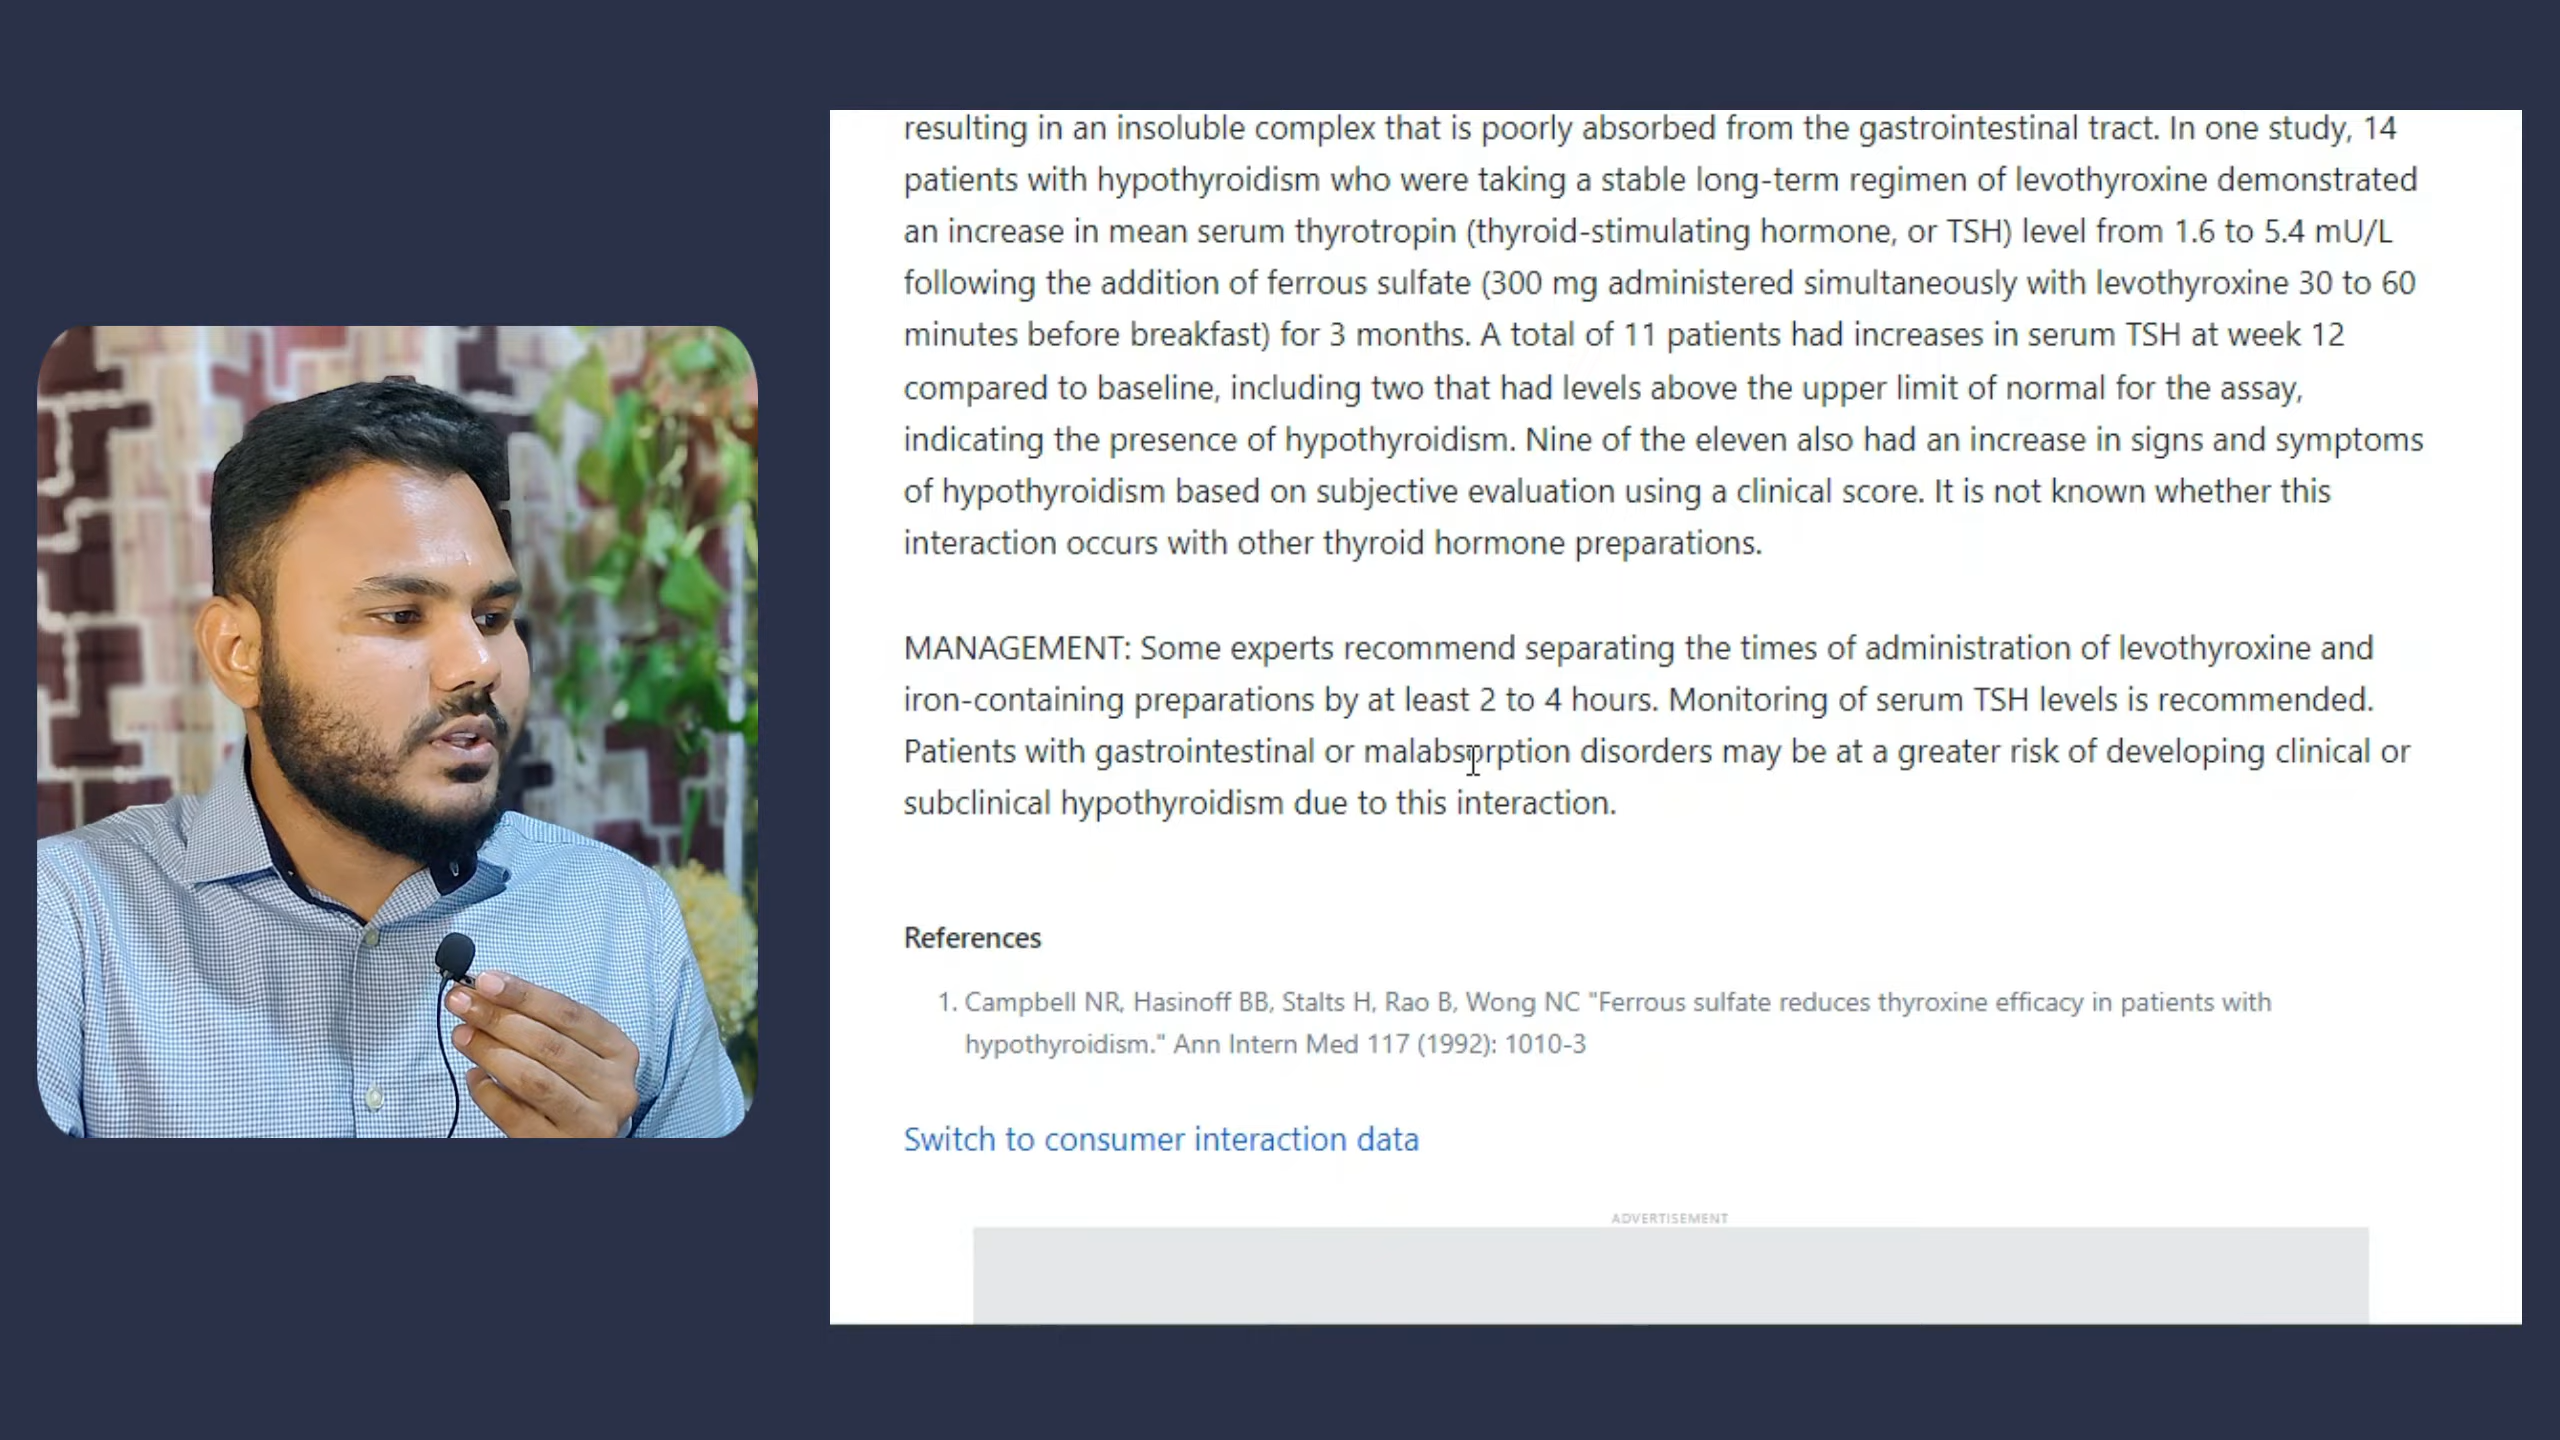 resulting in an insoluble complex that is poorly absorbed from the gastrointestinal tract. In one study, 14
patients with hypothyroidism who were taking a stable long-term regimen of levothyroxine demonstrated
an increase in mean serum thyrotropin (thyroid-stimulating hormone, or TSH) level from 1.6 to 5.4 mU/L
following the addition of ferrous sulfate (300 mg administered simultaneously with levothyroxine 30 to 60
minutes before breakfast) for 3 months. A total of 11 patients had increases in serum TSH at week 12
compared to baseline, including two that had levels above the upper limit of normal for the assay,
indicating the presence of hypothyroidism. Nine of the eleven also had an increase in signs and symptoms
of hypothyroidism based on subjective evaluation using a clinical score. It is not known whether this
interaction occurs with other thyroid hormone preparations.
MANAGEMENT: Some experts recommend separating the times of administration of levothyroxine and
iron-containing preparations by at least 2 to 4 hours. Monitoring of serum TSH levels is recommended.
Patients with gastrointestinal or malabsorption disorders may be at a greater risk of developing clinical or
subclinical hypothyroidism due to this interaction.
References
1. Campbell NR, Hasinoff BB, Stalts H, Rao B, Wong NC "Ferrous sulfate reduces thyroxine efficacy in patients with
hypothyroidism." Ann Intern Med 117 (1992): 1010-3
Switch to consumer interaction data
ADVERTISEMENT